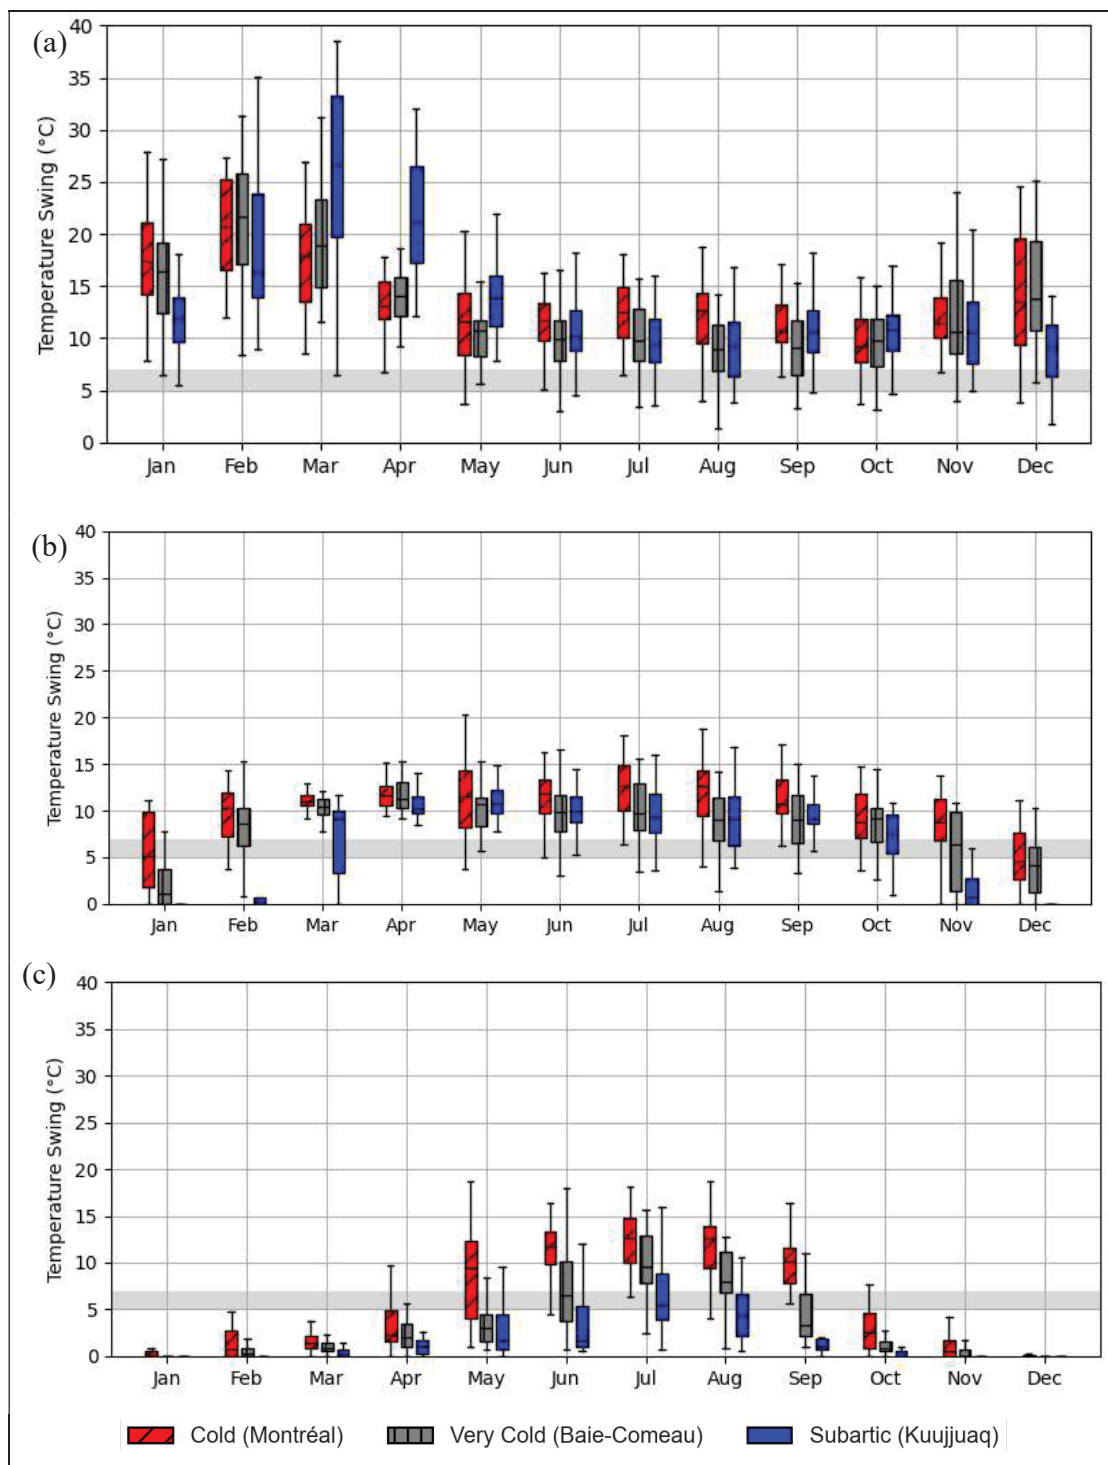 (a)
40
35
30
25
20
15
10
5
0
Temperature Swing (°C)
Jan Feb Mar Apr May Jun Jul Aug Sep Oct Nov Dec
(b)
40
35
30
25
20
15
10
5
0
Temperature Swing (°C)
Jan Feb Mar Apr May Jun Jul Aug Sep Oct Nov Dec
(c)
40
35
30
25
20
15
10
5
0
Temperature Swing (°C)
Jan Feb Mar Apr May Jun Jul Aug Sep Oct Nov Dec
Cold (Montréal) Very Cold (Baie-Comeau) Subartic (Kuujjuaq)